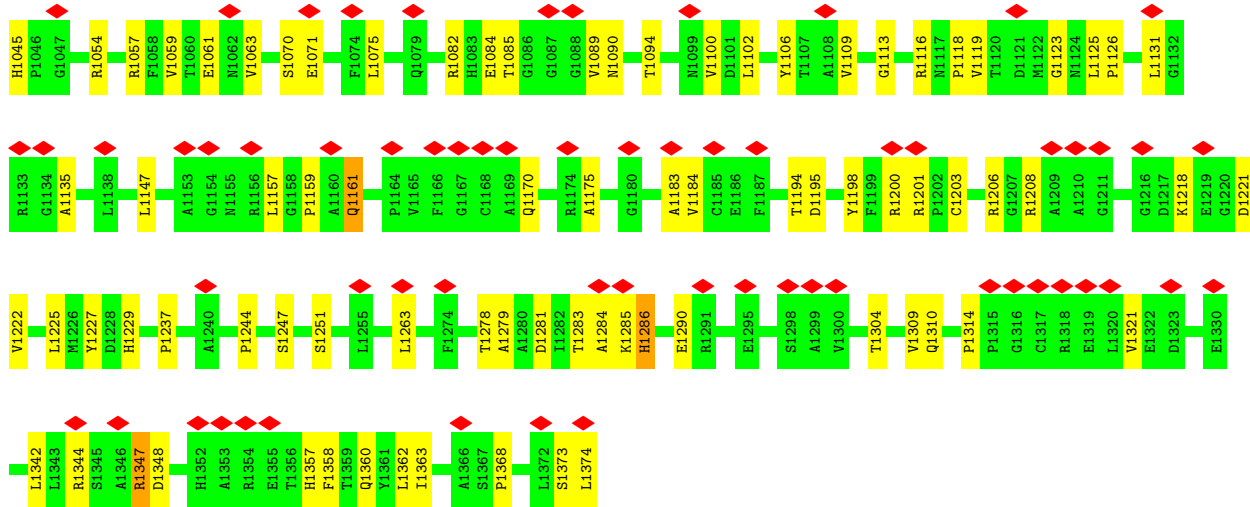 H1045 P1046 G1047 R1054 R1057 F1058 V1059 T1060 E1061 N1062 V1063 S1070 E1071 F1074 L1075 Q1079 R1082 H1083 E1084 T1085 G1086 G1087 G1088 V1089 N1090 T1094 N1099 V1100 D1101 L1102 Y1106 T1107 A1108 V1109 G1113 R1116 N1117 P1118 V1119 T1120 D1121 M1122 G1123 N1124 L1125 P1126 L1131 G1132
R1133 G1134 A1135 L1138 L1147 A1153 G1154 N1155 R1156 L1157 G1158 P1159 A1160 Q1161 P1164 V1165 F1166 G1167 C1168 A1169 Q1170 R1174 A1175 G1180 A1183 V1184 C1185 E1186 F1187 T1194 D1195 Y1198 F1199 R1200 R1201 P1202 C1203 R1206 G1207 R1208 A1209 A1210 G1211 G1216 D1217 K1218 E1219 G1220 D1221
V1222 L1225 M1226 Y1227 D1228 H1229 P1237 A1240 P1244 S1247 S1251 L1255 L1263 F1274 T1278 A1279 A1280 D1281 I1282 T1283 A1284 K1285 H1286 E1290 R1291 E1295 S1298 A1299 V1300 T1304 V1309 Q1310 P1314 P1315 G1316 C1317 R1318 E1319 L1320 V1321 E1322 D1323 E1330
L1342 L1343 R1344 S1345 A1346 R1347 D1348 H1352 A1353 R1354 E1355 T1356 H1357 F1358 T1359 Q1360 Y1361 L1362 I1363 A1366 S1367 P1368 L1372 S1373 L1374